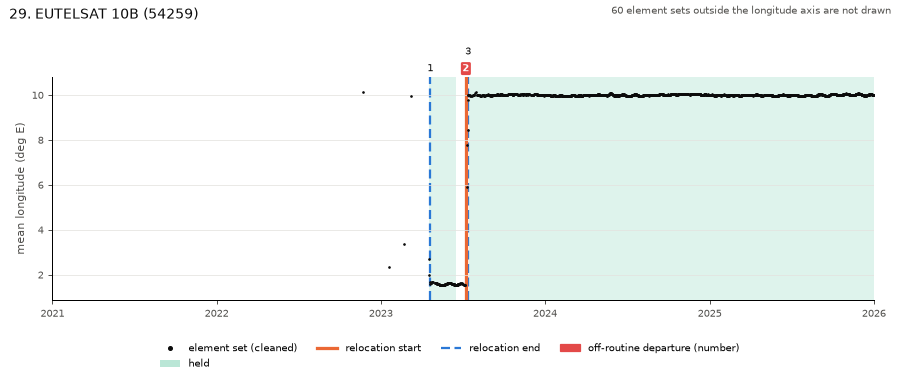 29. EUTELSAT 10B (54259)
60 element sets outside the longitude axis are not drawn
3
1
2
mean longitude (deg E)
10
8
6
4
2
2021
2022
2023
2024
2025
2026
element set (cleaned)
relocation start
relocation end
off-routine departure (number)
held